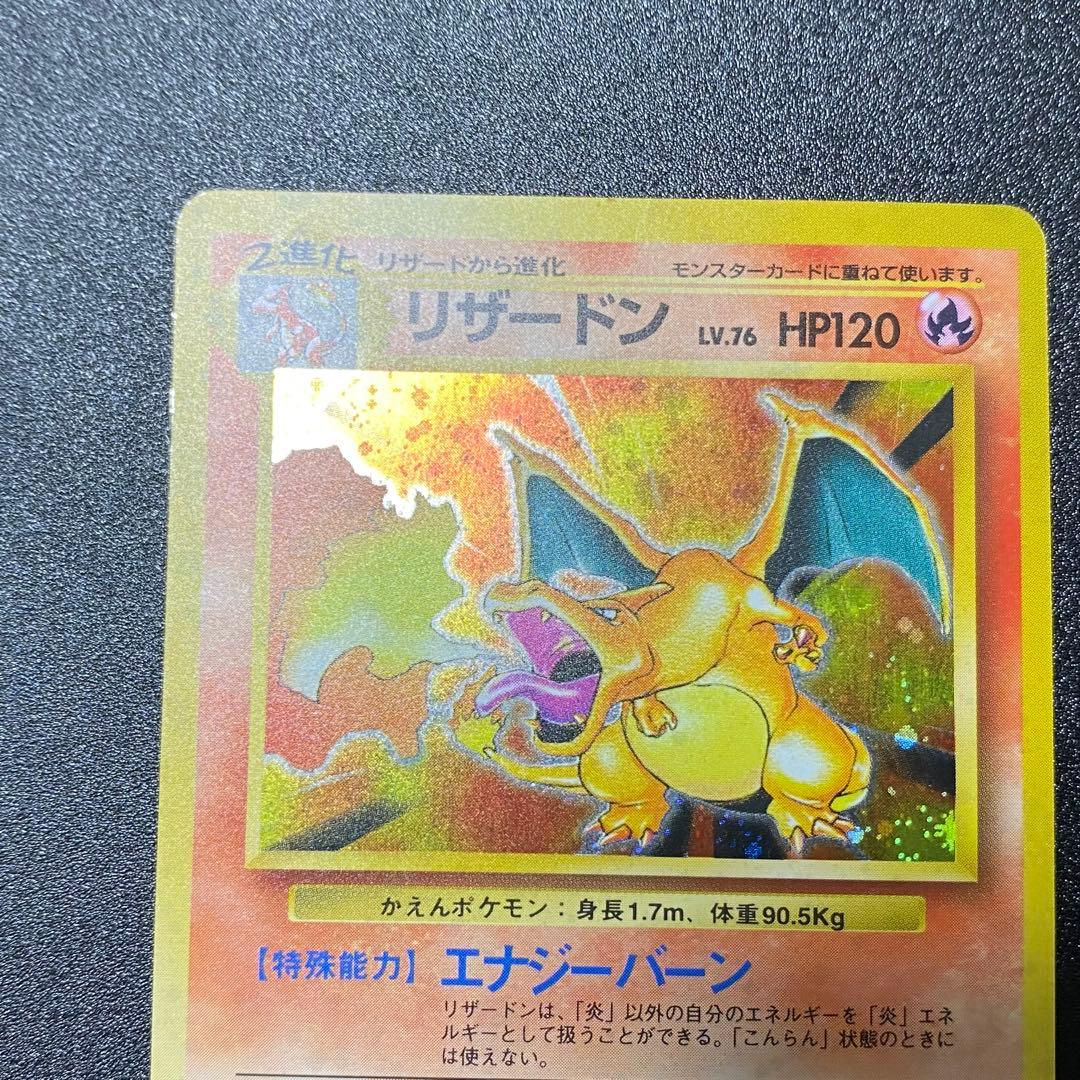 2進化 リザードから進化 モンスターカードに重ねて使います。
リザードン LV.76 HP120
かえんポケモン：身長1.7m、体重90.5Kg
【特殊能力】エナジーバーン
リザードンは、「炎」以外の自分のエネルギーを「炎」エネ
ルギーとして扱うことができる。「こんらん」状態のときに
は使えない。